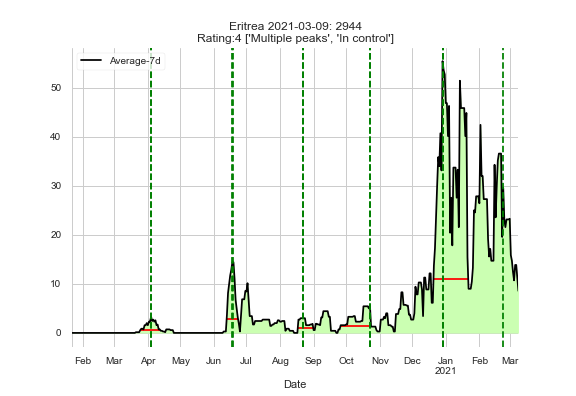 Eritrea 2021-03-09: 2944
Rating:4 ['Multiple peaks', 'In control']
Average-7d
50
40
30
20
10
0
Feb Mar Apr May Jun Jul Aug Sep Oct Nov Dec Jan Feb Mar
2021
Date